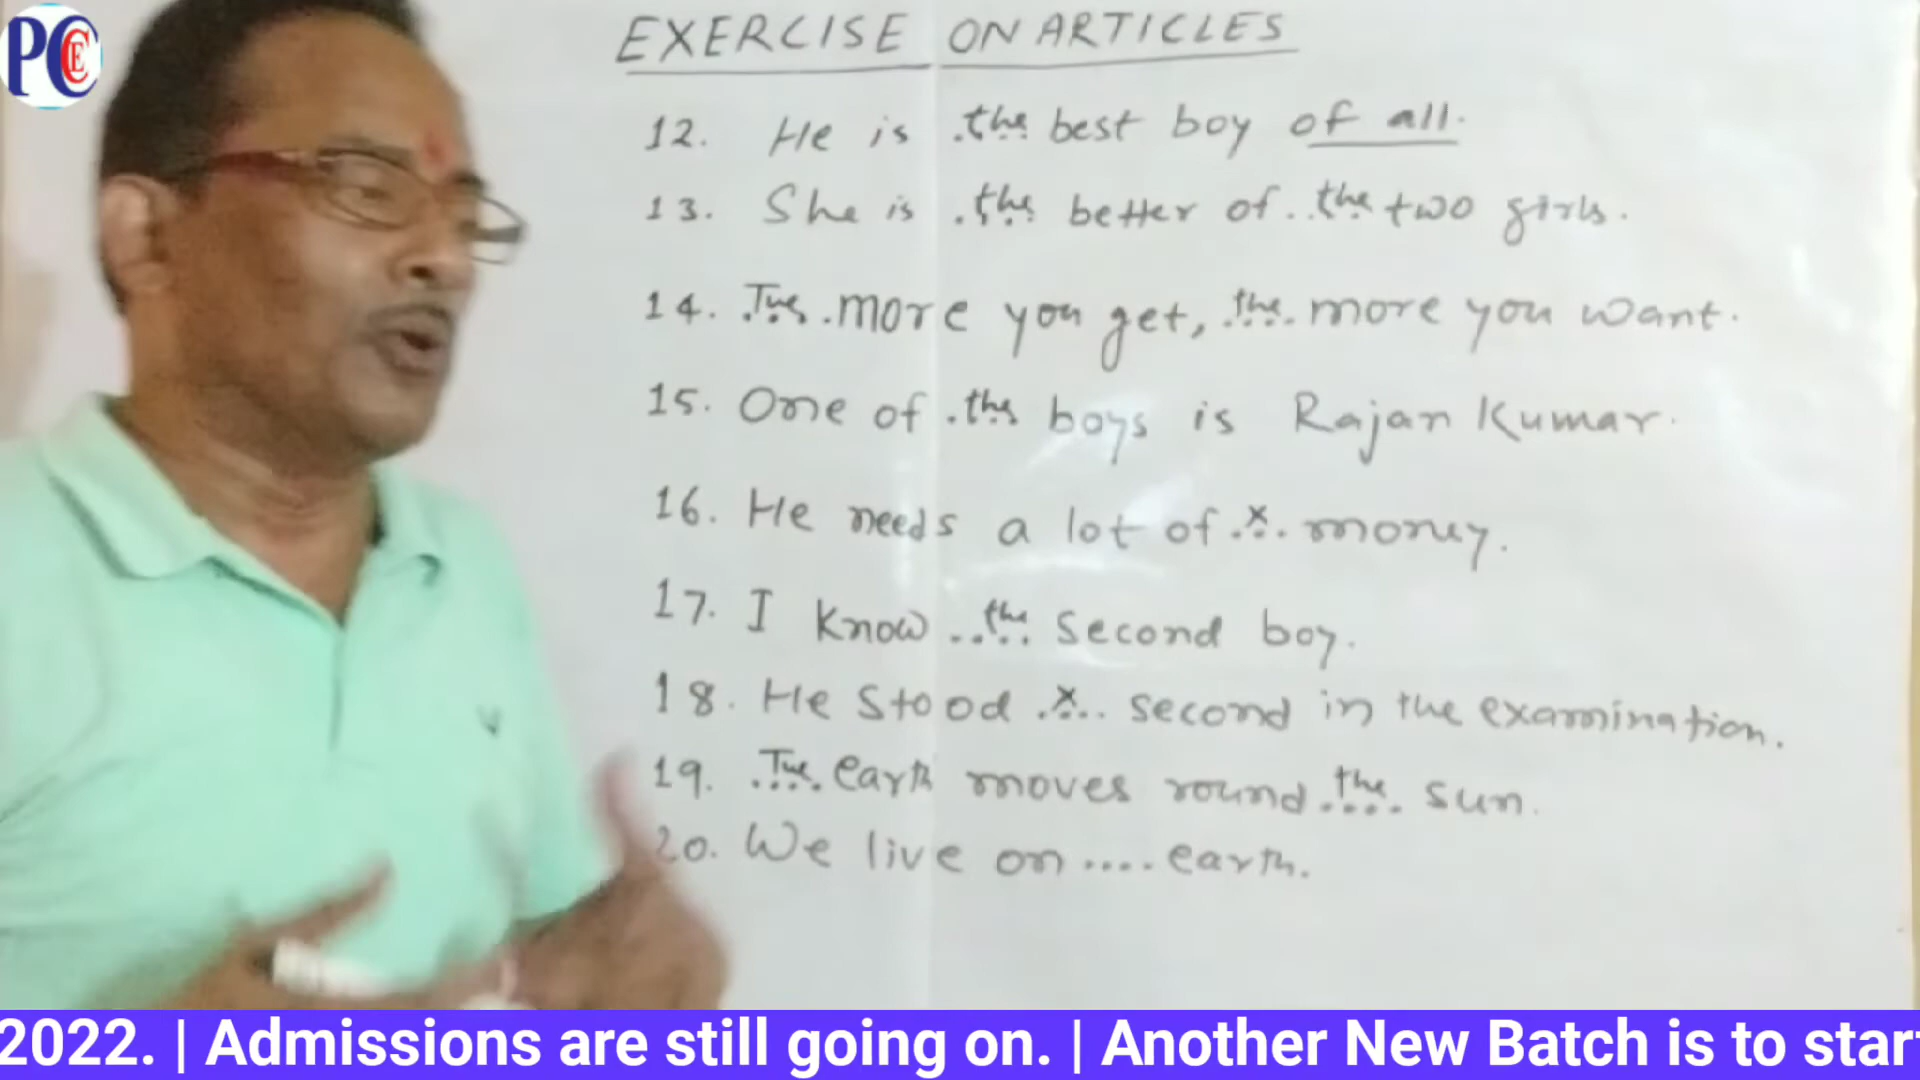 PCEC
EXERCISE ON ARTICLES
12. He is .the best boy of all.
13. She is .the better of..the two girls.
14. .The..more you get, .the. more you want.
15. One of .the boys is Rajan Kumar.
16. He needs a lot of .x. money.
17. I know ..the. second boy.
18. He stood .x.. second in the examination.
19. .The. earth moves round .the. sun.
20. We live on .... earth.
2022. | Admissions are still going on. | Another New Batch is to start